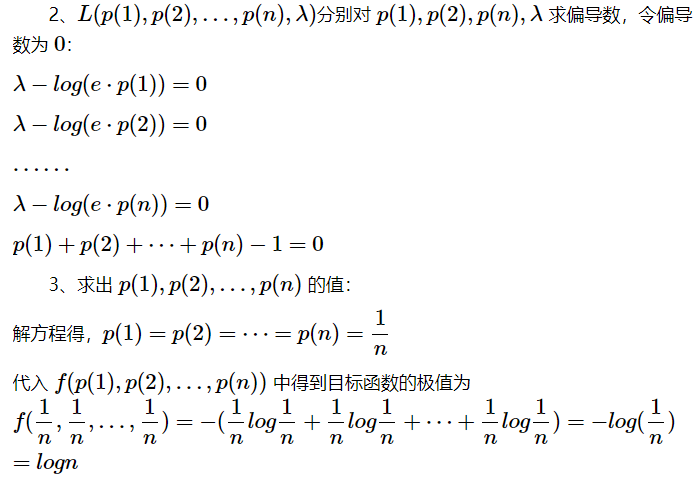 2、L(p(1),p(2),…,p(n),λ)分别对 p(1),p(2),p(n),λ 求偏导数，令偏导
数为 0：
λ − log(e · p(1)) = 0
λ − log(e · p(2)) = 0
……
λ − log(e · p(n)) = 0
p(1) + p(2) + ··· + p(n) − 1 = 0
3、求出 p(1),p(2),…,p(n) 的值：
解方程得，p(1) = p(2) = ··· = p(n) = 1/n
代入 f(p(1),p(2),…,p(n)) 中得到目标函数的极值为
f(1/n, 1/n, …, 1/n) = −(1/n log 1/n + 1/n log 1/n + ··· + 1/n log 1/n) = −log(1/n)
= logn